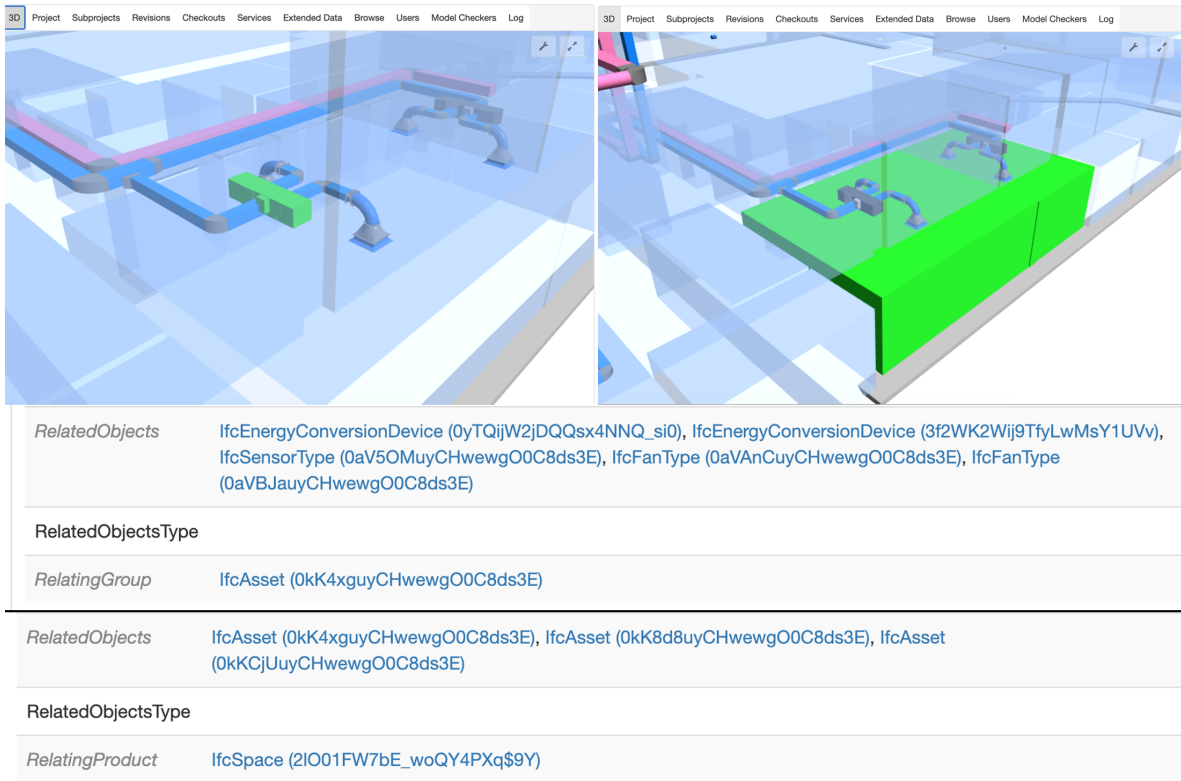 3D Project Subprojects Revisions Checkouts Services Extended Data Browse Users Model Checkers Log
3D Project Subprojects Revisions Checkouts Services Extended Data Browse Users Model Checkers Log
RelatedObjects IfcEnergyConversionDevice (0yTQijW2jDQQsx4NNQ_si0), IfcEnergyConversionDevice (3f2WK2Wij9TfyLwMsY1UVv),
IfcSensorType (0aV5OMuyCHwewgO0C8ds3E), IfcFanType (0aVAnCuyCHwewgO0C8ds3E), IfcFanType
(0aVBJauyCHwewgO0C8ds3E)
RelatedObjectsType
RelatingGroup IfcAsset (0kK4xguyCHwewgO0C8ds3E)
RelatedObjects IfcAsset (0kK4xguyCHwewgO0C8ds3E), IfcAsset (0kK8d8uyCHwewgO0C8ds3E), IfcAsset
(0kKCjUuyCHwewgO0C8ds3E)
RelatedObjectsType
RelatingProduct IfcSpace (2lO01FW7bE_woQY4PXq$9Y)